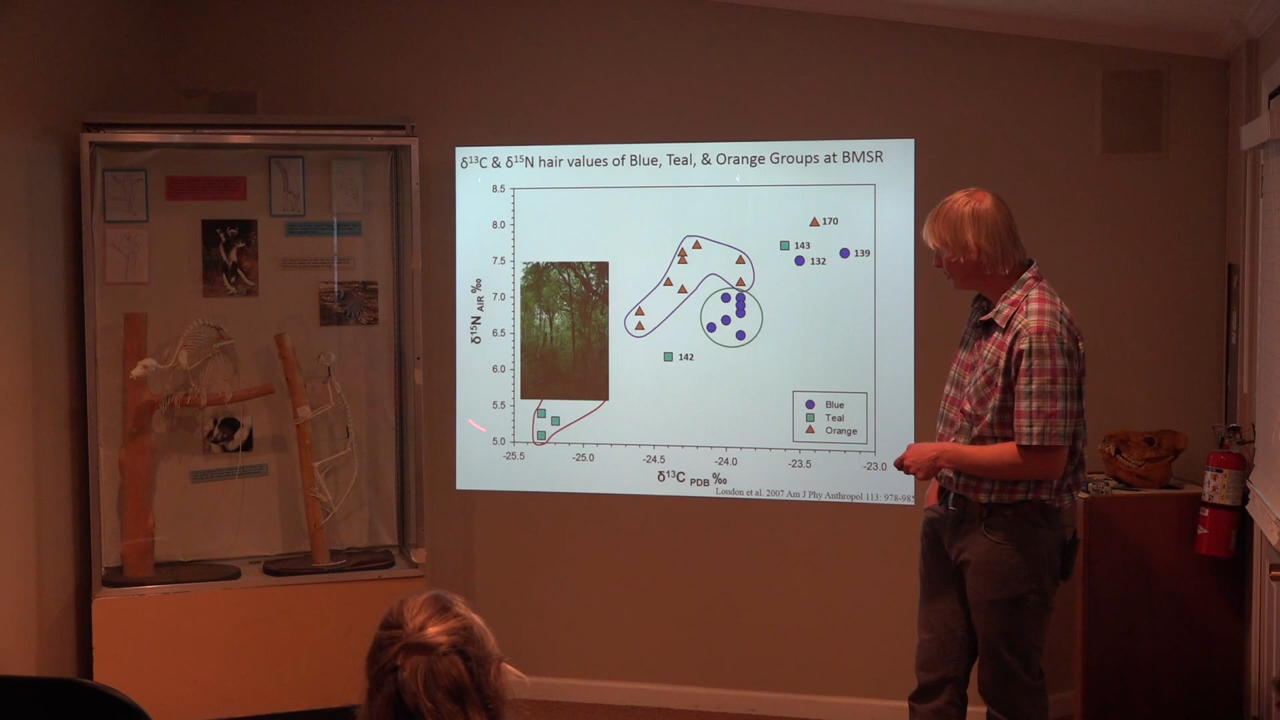 δ¹³C & δ¹⁵N hair values of Blue, Teal, & Orange Groups at BMSR
8.5
8.0
7.5
7.0
6.5
6.0
5.5
5.0
δ¹⁵N AIR ‰
170
143
132
139
142
Blue
Teal
Orange
-25.5
-25.0
-24.5
-24.0
-23.5
-23.0
δ¹³C PDB ‰
London et al. 2007 Am J Phy Anthropol 113: 978-985